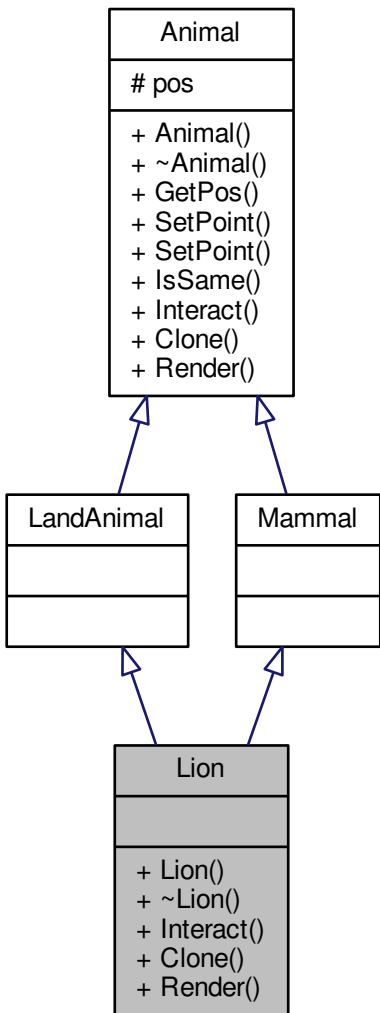 Animal
# pos
+ Animal()
+ ~Animal()
+ GetPos()
+ SetPoint()
+ SetPoint()
+ IsSame()
+ Interact()
+ Clone()
+ Render()
LandAnimal
Mammal
Lion
+ Lion()
+ ~Lion()
+ Interact()
+ Clone()
+ Render()